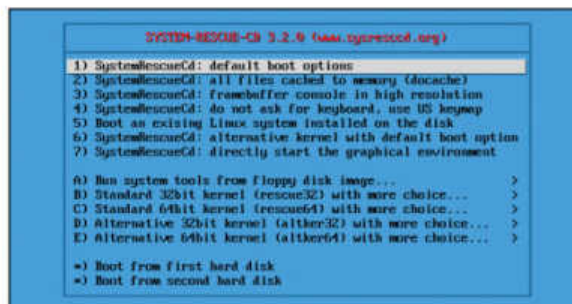 SYSTEM-RESCUE-CD 3.2.0 (www.sysresccd.org)
1) SystemRescueCd: default boot options
2) SystemRescueCd: all files cached to memory (docache)
3) SystemRescueCd: framebuffer console in high resolution
4) SystemRescueCd: do not ask for keyboard, use US keymap
5) Boot an existing Linux system installed on the disk
6) SystemRescueCd: alternative kernel with default boot option
7) SystemRescueCd: directly start the graphical environment
A) Run system tools from floppy disk image... >
B) Standard 32bit kernel (rescue32) with more choice... >
C) Standard 64bit kernel (rescue64) with more choice... >
D) Alternative 32bit kernel (altker32) with more choice... >
E) Alternative 64bit kernel (altker64) with more choice... >
*) Boot from first hard disk
*) Boot from second hard disk